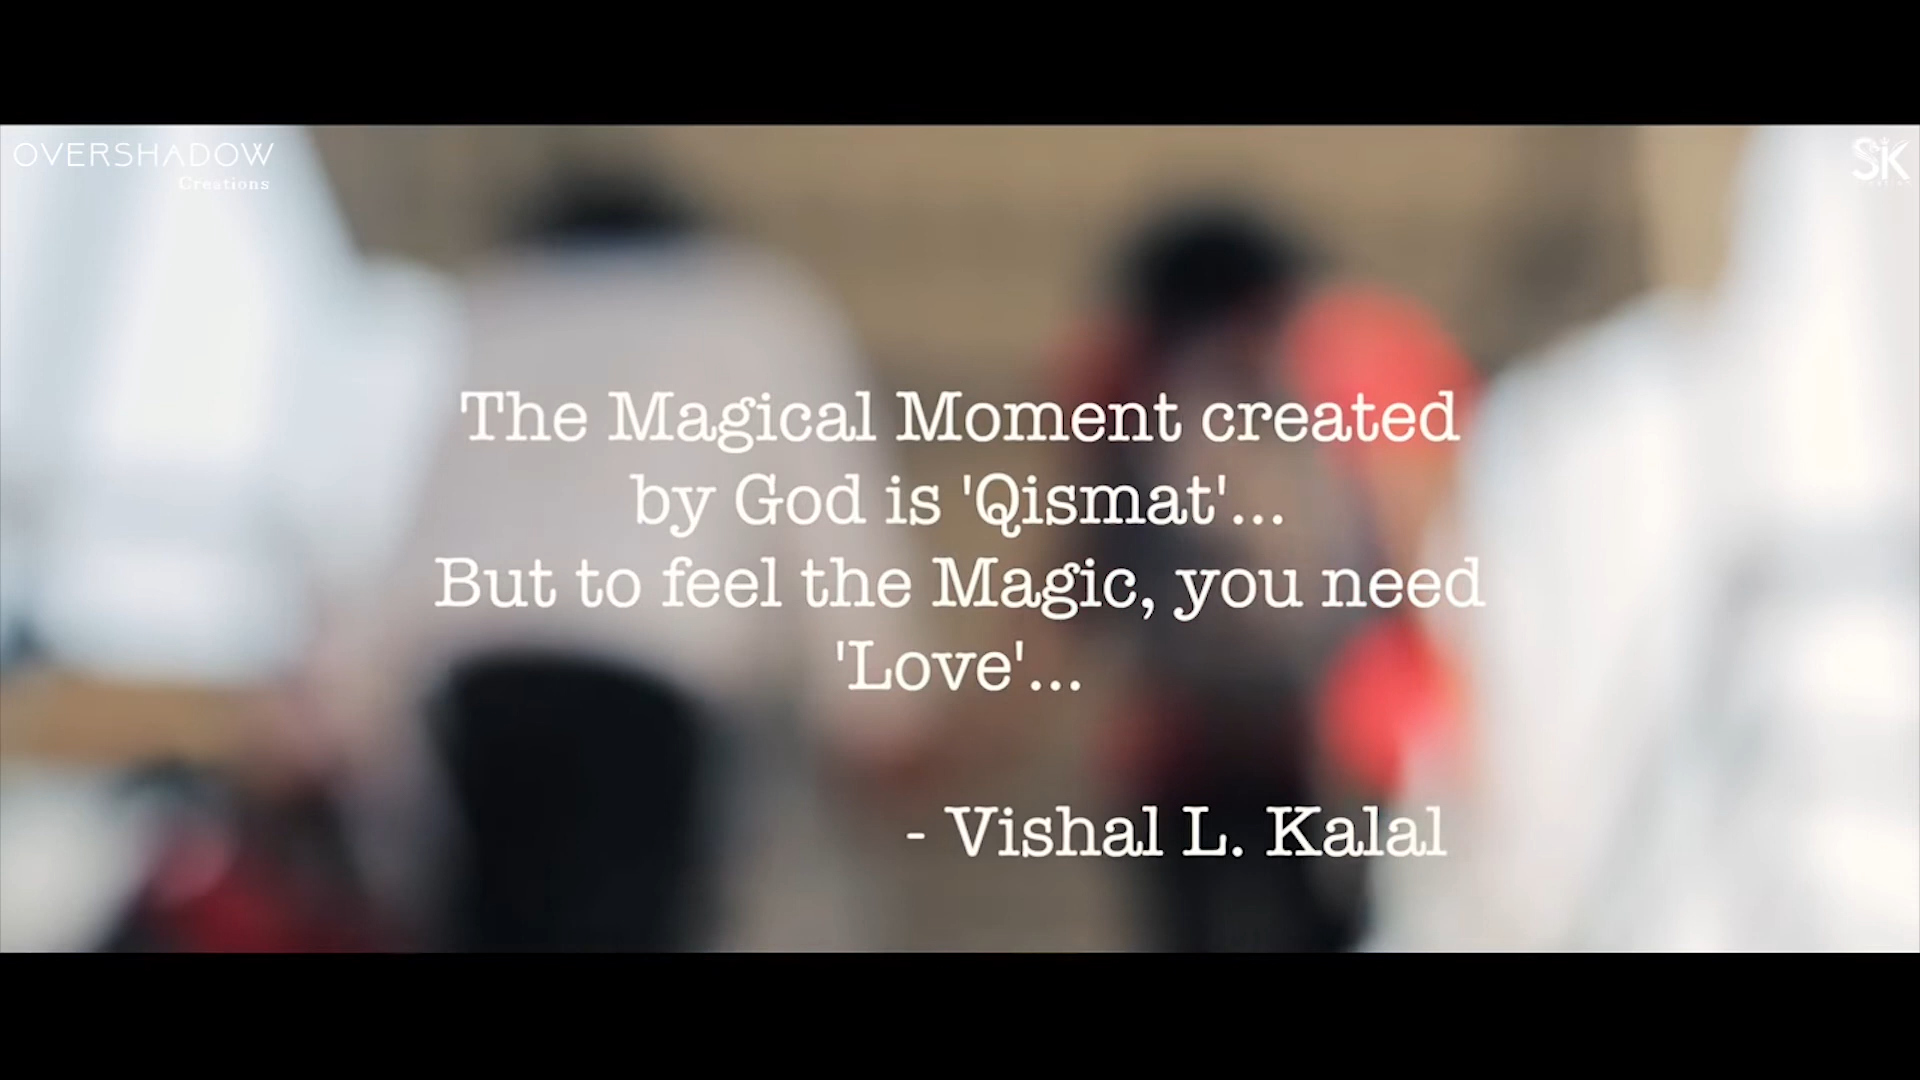 OVERSHADOW
Creations
SK
The Magical Moment created
by God is 'Qismat'...
But to feel the Magic, you need
'Love'...
- Vishal L. Kalal